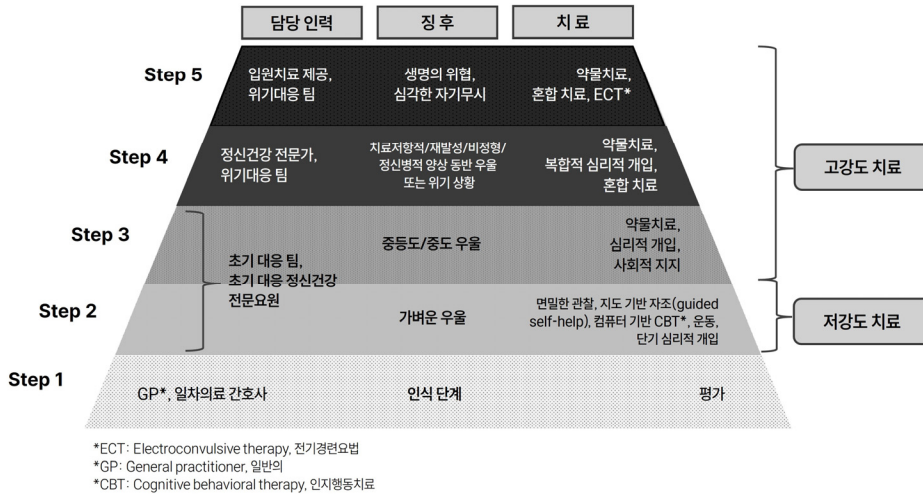 담당 인력
징 후
치 료
Step 5
입원치료 제공,
위기대응 팀
생명의 위협,
심각한 자기무시
약물치료,
혼합 치료, ECT*
Step 4
정신건강 전문가,
위기대응 팀
치료저항적/재발성/비정형/
정신병적 양상 동반 우울
또는 위기 상황
약물치료,
복합적 심리적 개입,
혼합 치료
고강도 치료
Step 3
초기 대응 팀,
초기 대응 정신건강
전문요원
중등도/중도 우울
약물치료,
심리적 개입,
사회적 지지
Step 2
가벼운 우울
면밀한 관찰, 지도 기반 자조(guided
self-help), 컴퓨터 기반 CBT*, 운동,
단기 심리적 개입
저강도 치료
Step 1
GP*, 일차의료 간호사
인식 단계
평가
*ECT: Electroconvulsive therapy, 전기경련요법
*GP: General practitioner, 일반의
*CBT: Cognitive behavioral therapy, 인지행동치료